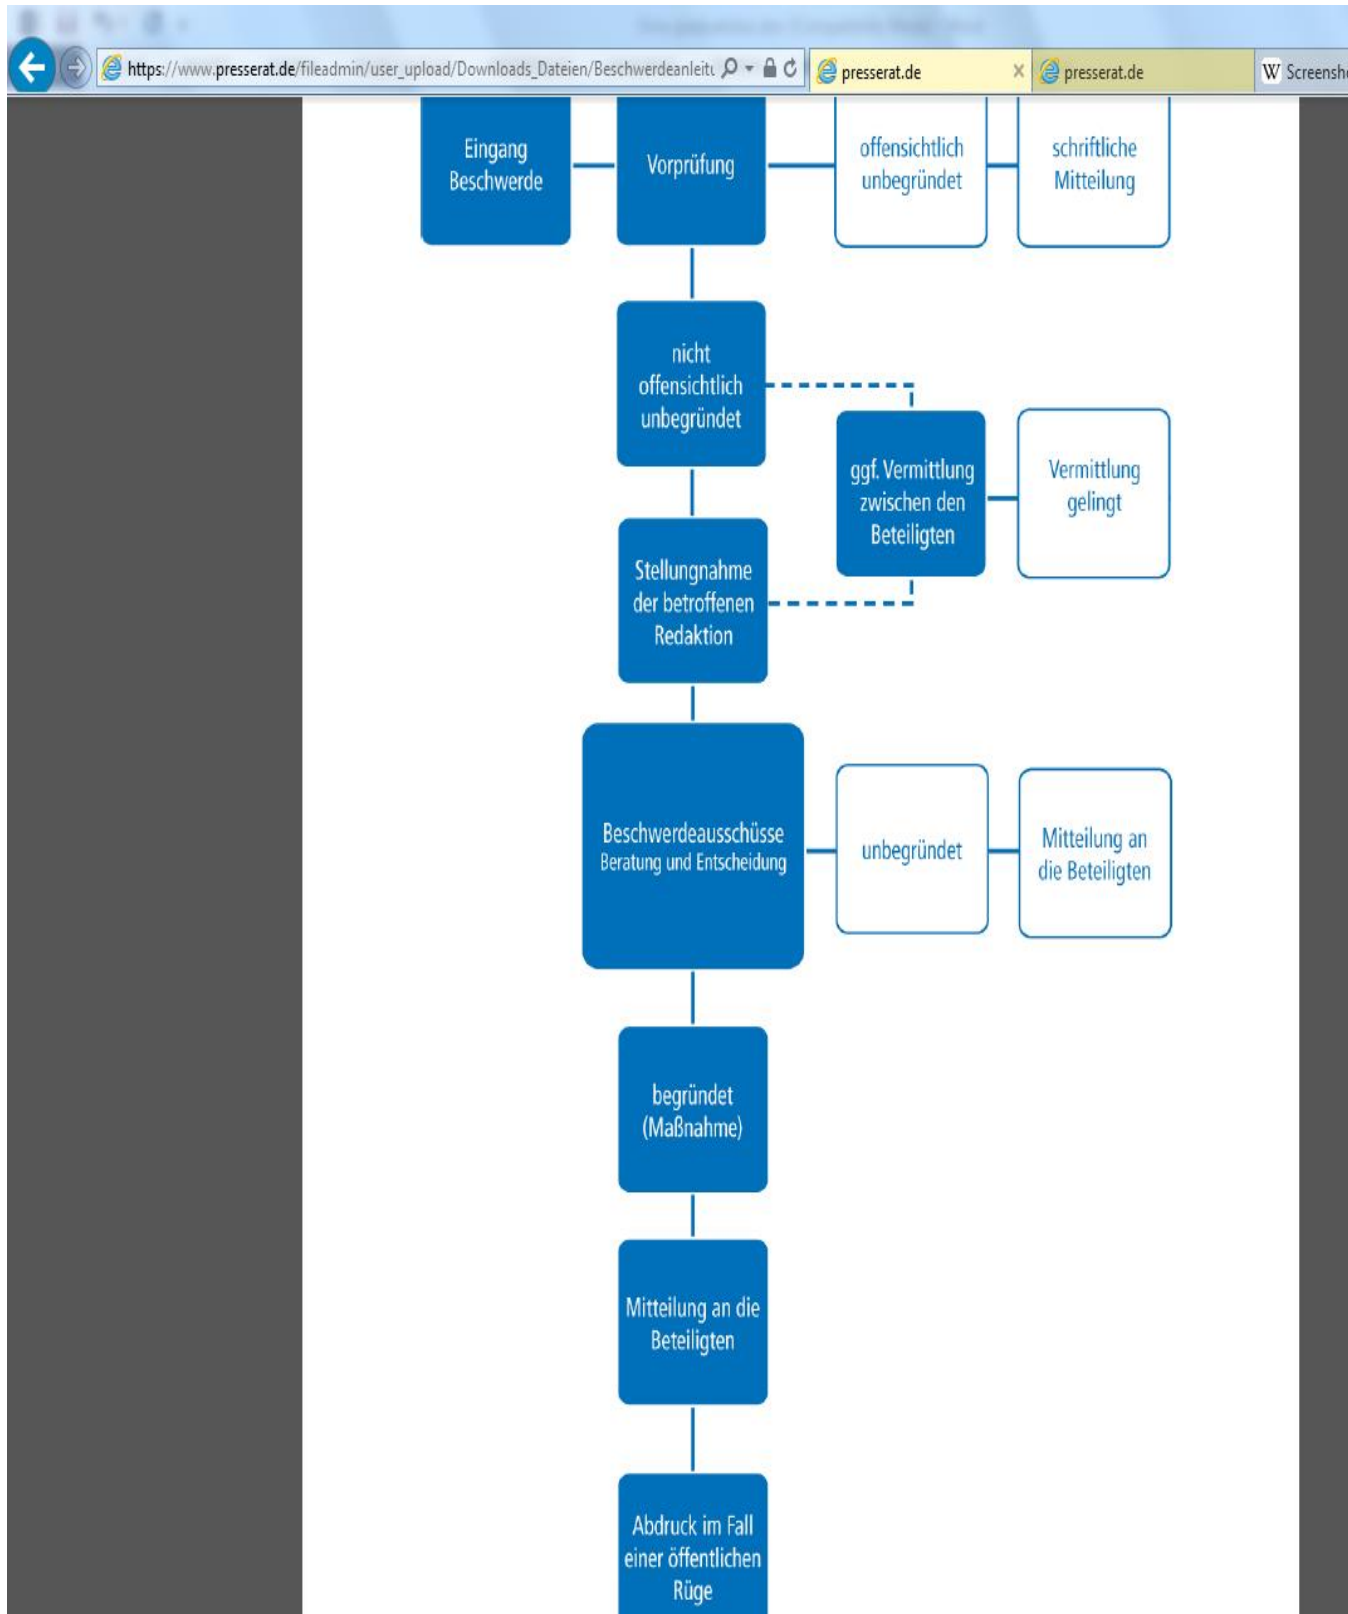 https://www.presserat.de/fileadmin/user_upload/Downloads_Dateien/Beschwerdeanleitu
presserat.de
presserat.de
W Screensh
Eingang
Beschwerde
Vorprüfung
offensichtlich
unbegründet
schriftliche
Mitteilung
nicht
offensichtlich
unbegründet
ggf. Vermittlung
zwischen den
Beteiligten
Vermittlung
gelingt
Stellungnahme
der betroffenen
Redaktion
Beschwerdeausschüsse
Beratung und Entscheidung
unbegründet
Mitteilung an
die Beteiligten
begründet
(Maßnahme)
Mitteilung an die
Beteiligten
Abdruck im Fall
einer öffentlichen
Rüge